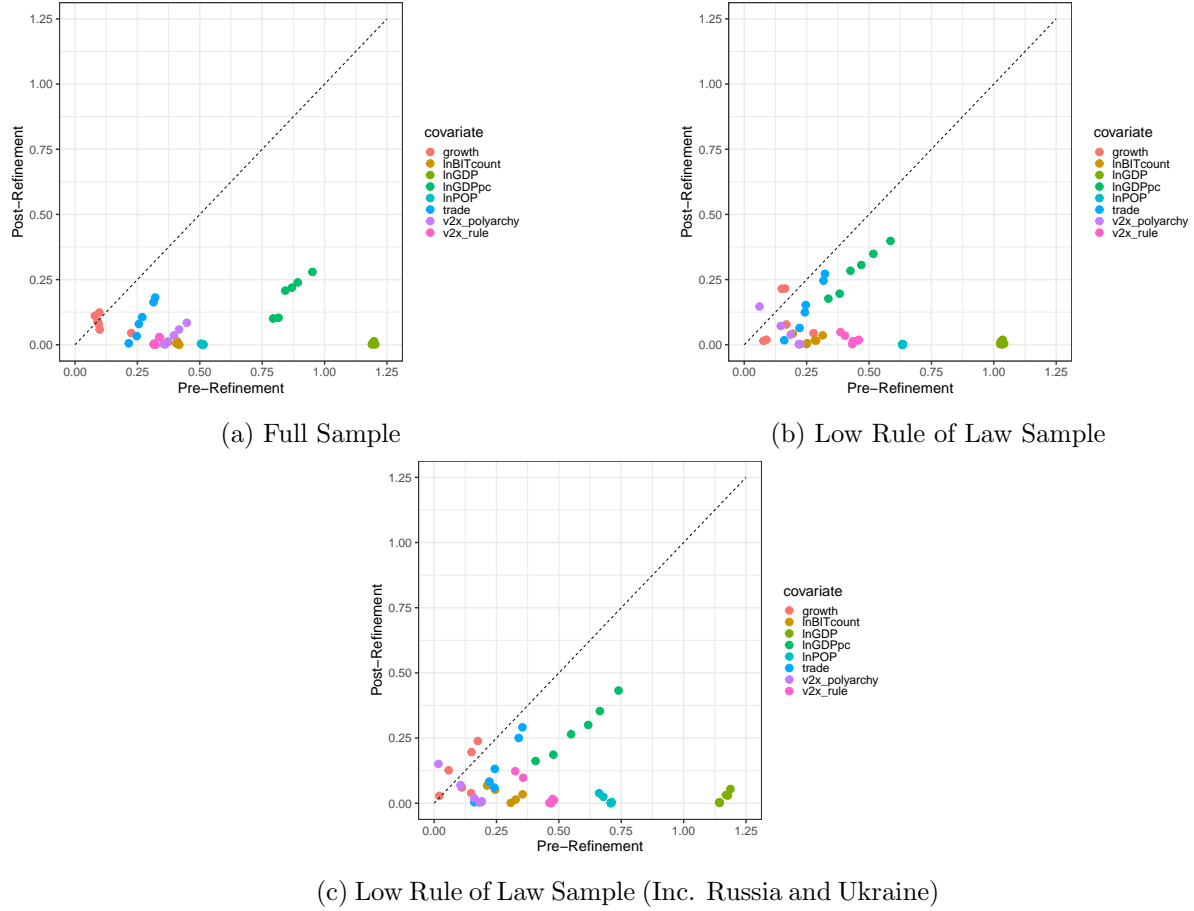 1.25
1.00
0.75
0.50
0.25
0.00
Post-Refinement
0.00 0.25 0.50 0.75 1.00 1.25
Pre-Refinement
covariate
growth
lnBITcount
lnGDP
lnGDPpc
lnPOP
trade
v2x_polyarchy
v2x_rule
(a) Full Sample
1.25
1.00
0.75
0.50
0.25
0.00
Post-Refinement
0.00 0.25 0.50 0.75 1.00 1.25
Pre-Refinement
covariate
growth
lnBITcount
lnGDP
lnGDPpc
lnPOP
trade
v2x_polyarchy
v2x_rule
(b) Low Rule of Law Sample
1.25
1.00
0.75
0.50
0.25
0.00
Post-Refinement
0.00 0.25 0.50 0.75 1.00 1.25
Pre-Refinement
covariate
growth
lnBITcount
lnGDP
lnGDPpc
lnPOP
trade
v2x_polyarchy
v2x_rule
(c) Low Rule of Law Sample (Inc. Russia and Ukraine)